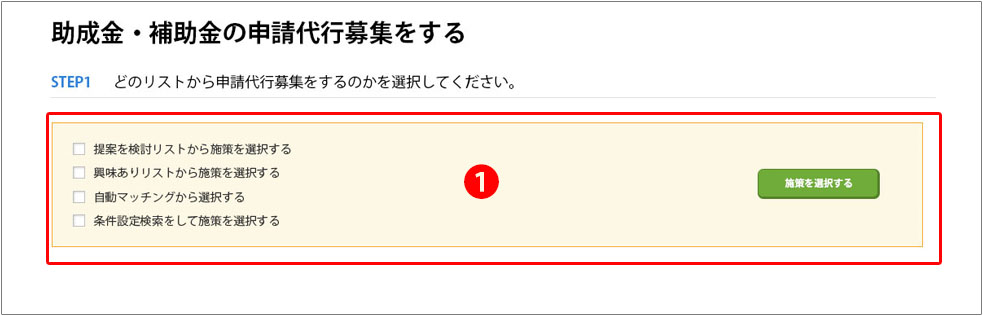 助成金・補助金の申請代行募集をする
STEP1 どのリストから申請代行募集をするのかを選択してください。
提案を検討リストから施策を選択する
興味ありリストから施策を選択する
自動マッチングから選択する
条件設定検索をして施策を選択する
1
施策を選択する